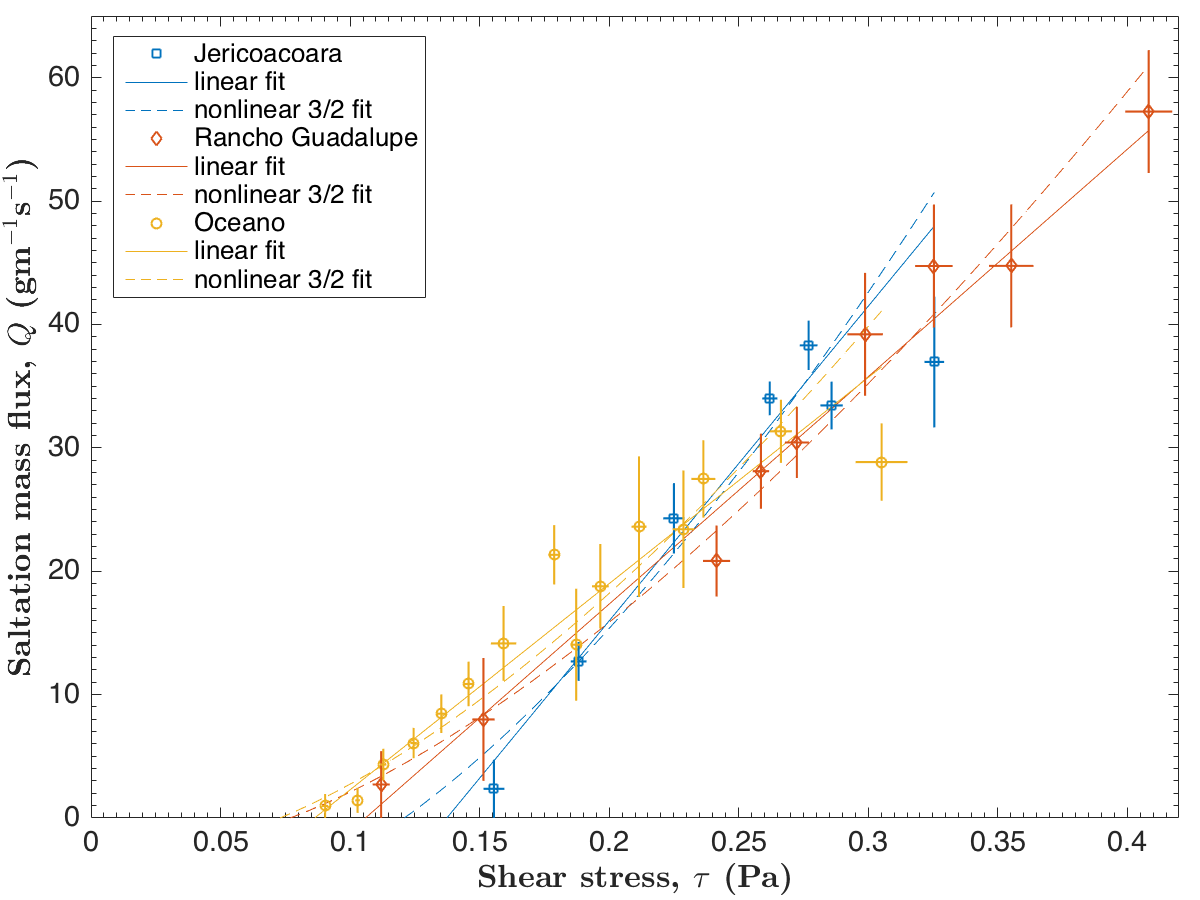 Jericoacoara
linear fit
nonlinear 3/2 fit
Rancho Guadalupe
linear fit
nonlinear 3/2 fit
Oceano
linear fit
nonlinear 3/2 fit
Saltation mass flux, Q (gm⁻¹s⁻¹)
60
50
40
30
20
10
0
0 0.05 0.1 0.15 0.2 0.25 0.3 0.35 0.4
Shear stress, τ (Pa)